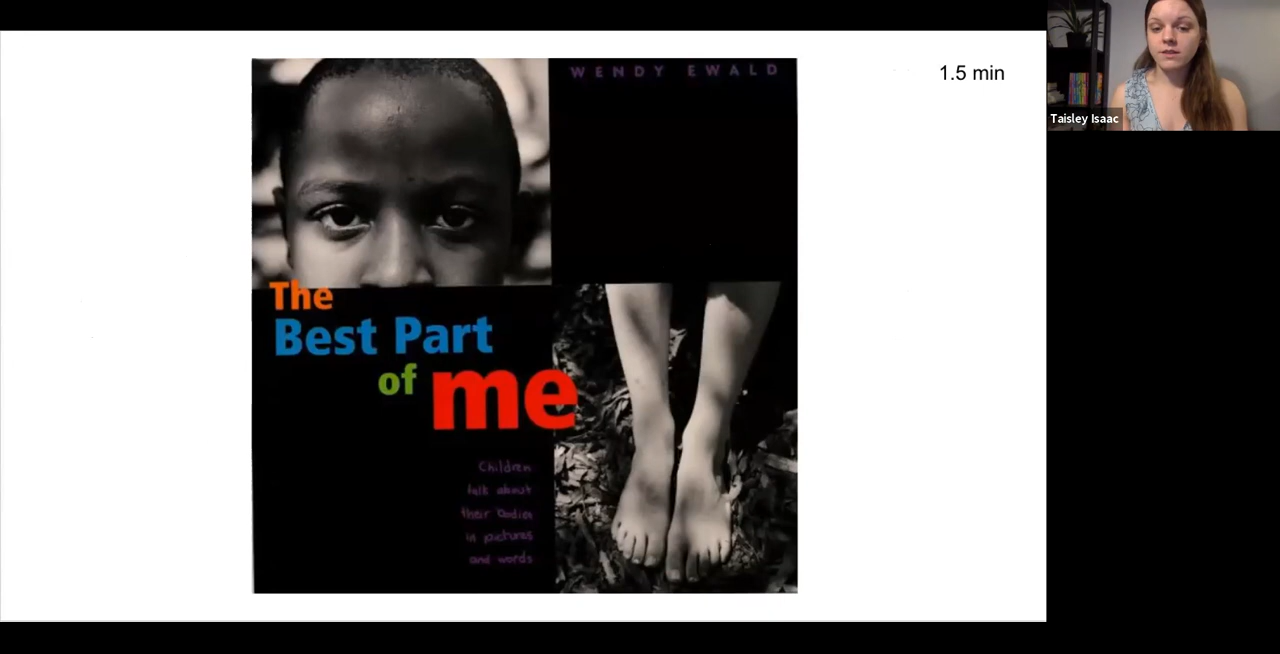 WENDY EWALD
1.5 min
Taisley Isaac
The
Best Part
of me
Children
talk about
their bodies
in pictures
and words